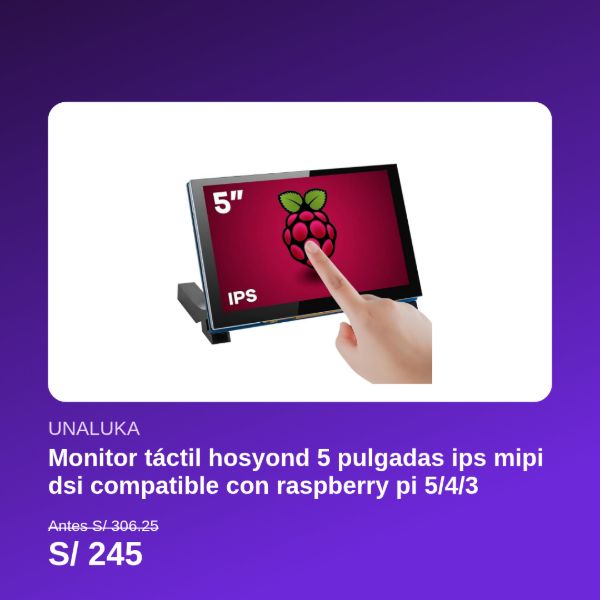 5″
IPS
UNALUKA
Monitor táctil hosyond 5 pulgadas ips mipi
dsi compatible con raspberry pi 5/4/3
Antes S/ 306.25
S/ 245